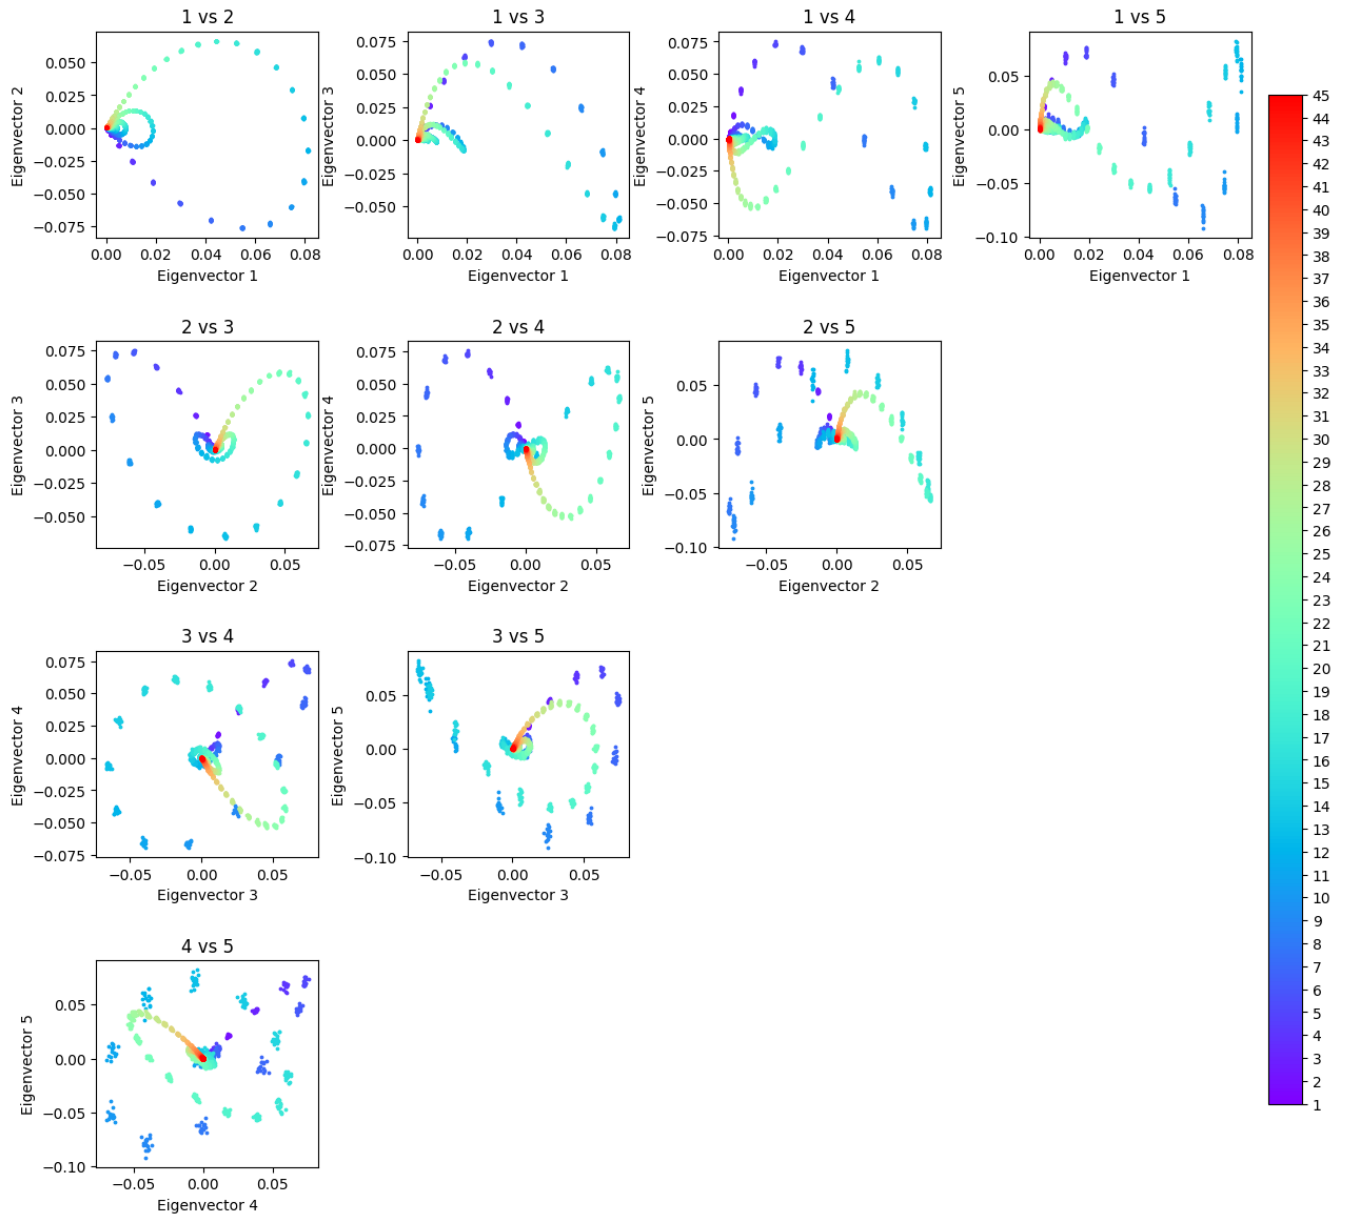 1 vs 2
Eigenvector 2
0.050
0.025
0.000
−0.025
−0.050
−0.075
0.00 0.02 0.04 0.06 0.08
Eigenvector 1
1 vs 3
Eigenvector 3
0.075
0.050
0.025
0.000
−0.025
−0.050
0.00 0.02 0.04 0.06 0.08
Eigenvector 1
1 vs 4
Eigenvector 4
0.075
0.050
0.025
0.000
−0.025
−0.050
−0.075
0.00 0.02 0.04 0.06 0.08
Eigenvector 1
1 vs 5
Eigenvector 5
0.05
0.00
−0.05
−0.10
0.00 0.02 0.04 0.06 0.08
Eigenvector 1
2 vs 3
Eigenvector 3
0.075
0.050
0.025
0.000
−0.025
−0.050
−0.05 0.00 0.05
Eigenvector 2
2 vs 4
Eigenvector 4
0.075
0.050
0.025
0.000
−0.025
−0.050
−0.075
−0.05 0.00 0.05
Eigenvector 2
2 vs 5
Eigenvector 5
0.05
0.00
−0.05
−0.10
−0.05 0.00 0.05
Eigenvector 2
3 vs 4
Eigenvector 4
0.075
0.050
0.025
0.000
−0.025
−0.050
−0.075
−0.05 0.00 0.05
Eigenvector 3
3 vs 5
Eigenvector 5
0.05
0.00
−0.05
−0.10
−0.05 0.00 0.05
Eigenvector 3
4 vs 5
Eigenvector 5
0.05
0.00
−0.05
−0.10
−0.05 0.00 0.05
Eigenvector 4
45
44
43
41
40
39
38
37
36
35
34
33
32
31
30
29
28
26
25
24
23
22
20
19
18
17
16
15
14
13
12
11
10
9
8
7
6
5
4
3
2
1